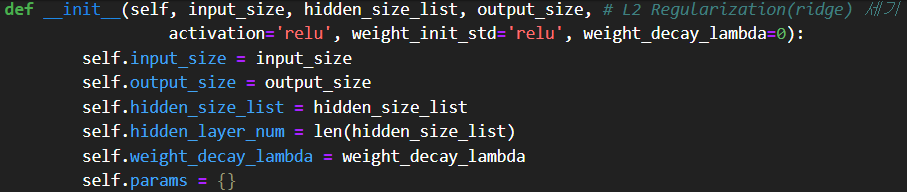 def __init__(self, input_size, hidden_size_list, output_size, # L2 Regularization(ridge) 세기
activation='relu', weight_init_std='relu', weight_decay_lambda=0):
self.input_size = input_size
self.output_size = output_size
self.hidden_size_list = hidden_size_list
self.hidden_layer_num = len(hidden_size_list)
self.weight_decay_lambda = weight_decay_lambda
self.params = {}